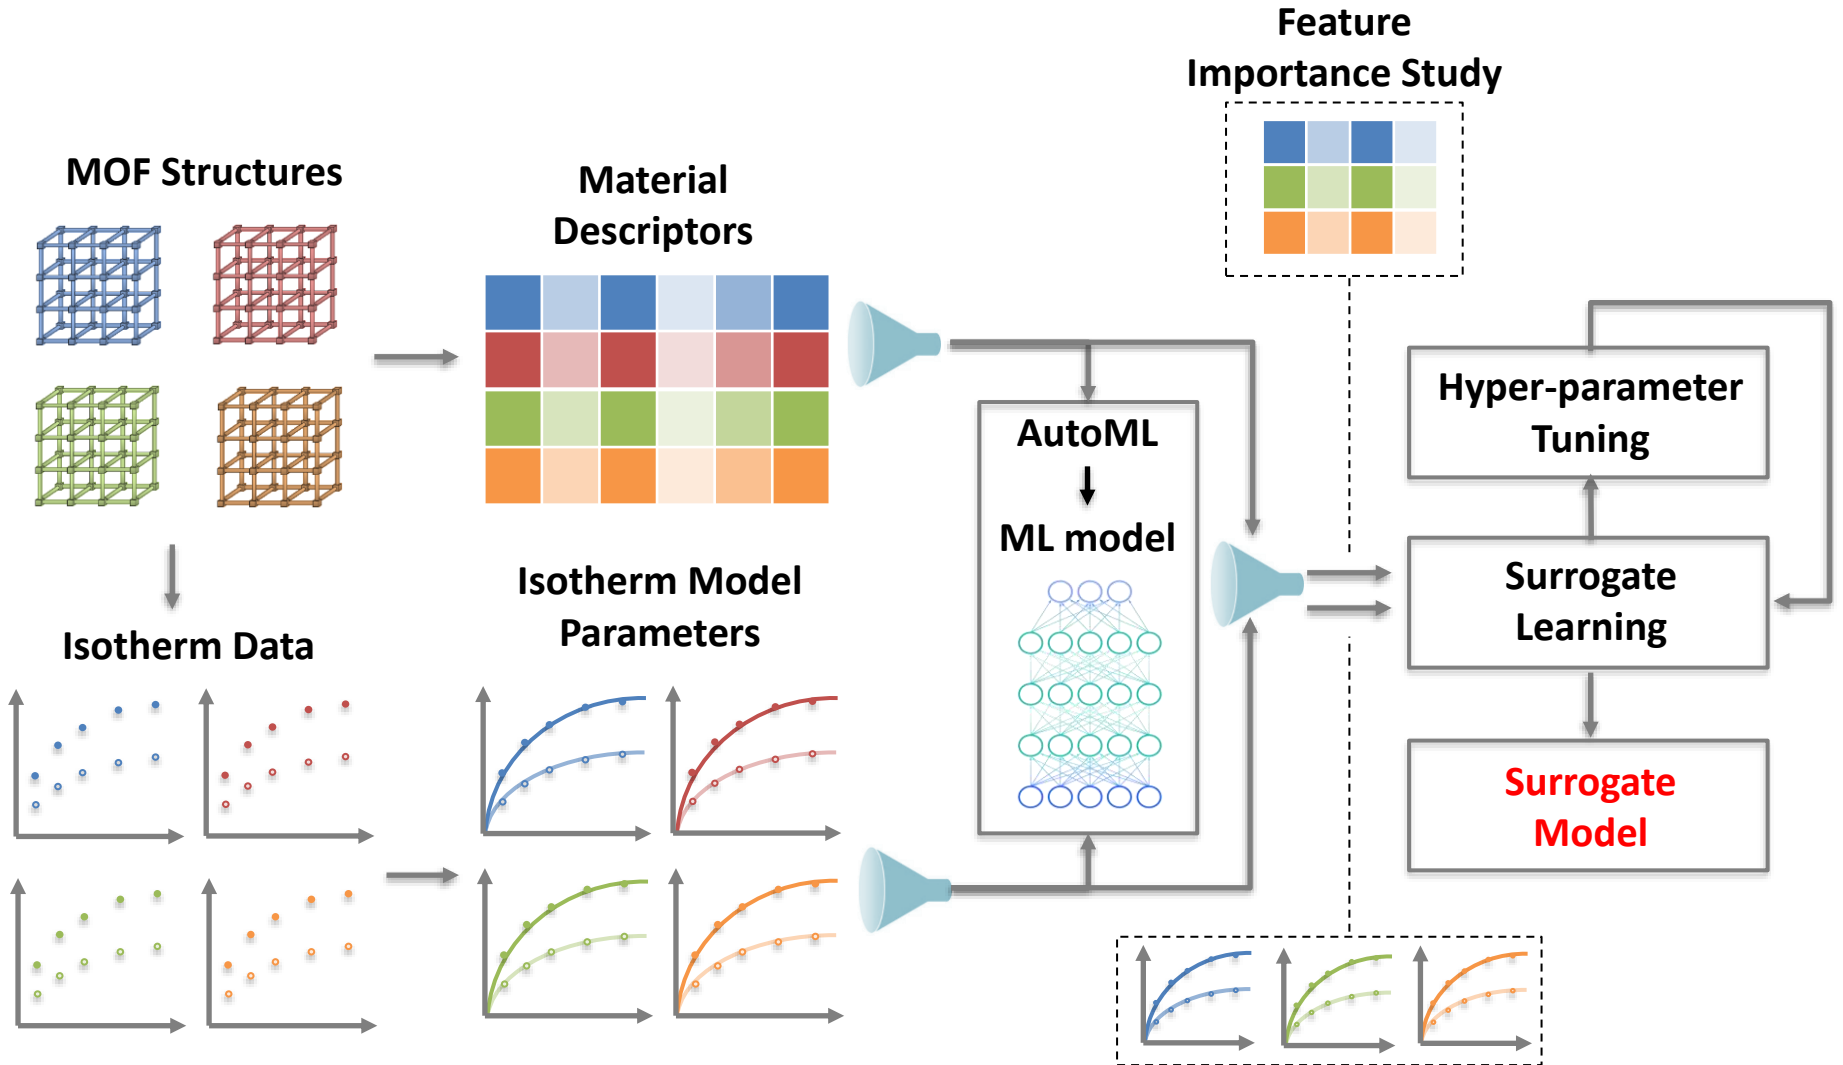 Feature
Importance Study
MOF Structures
Material
Descriptors
Hyper-parameter
Tuning
AutoML
ML model
Isotherm Model
Parameters
Surrogate
Learning
Isotherm Data
Surrogate
Model